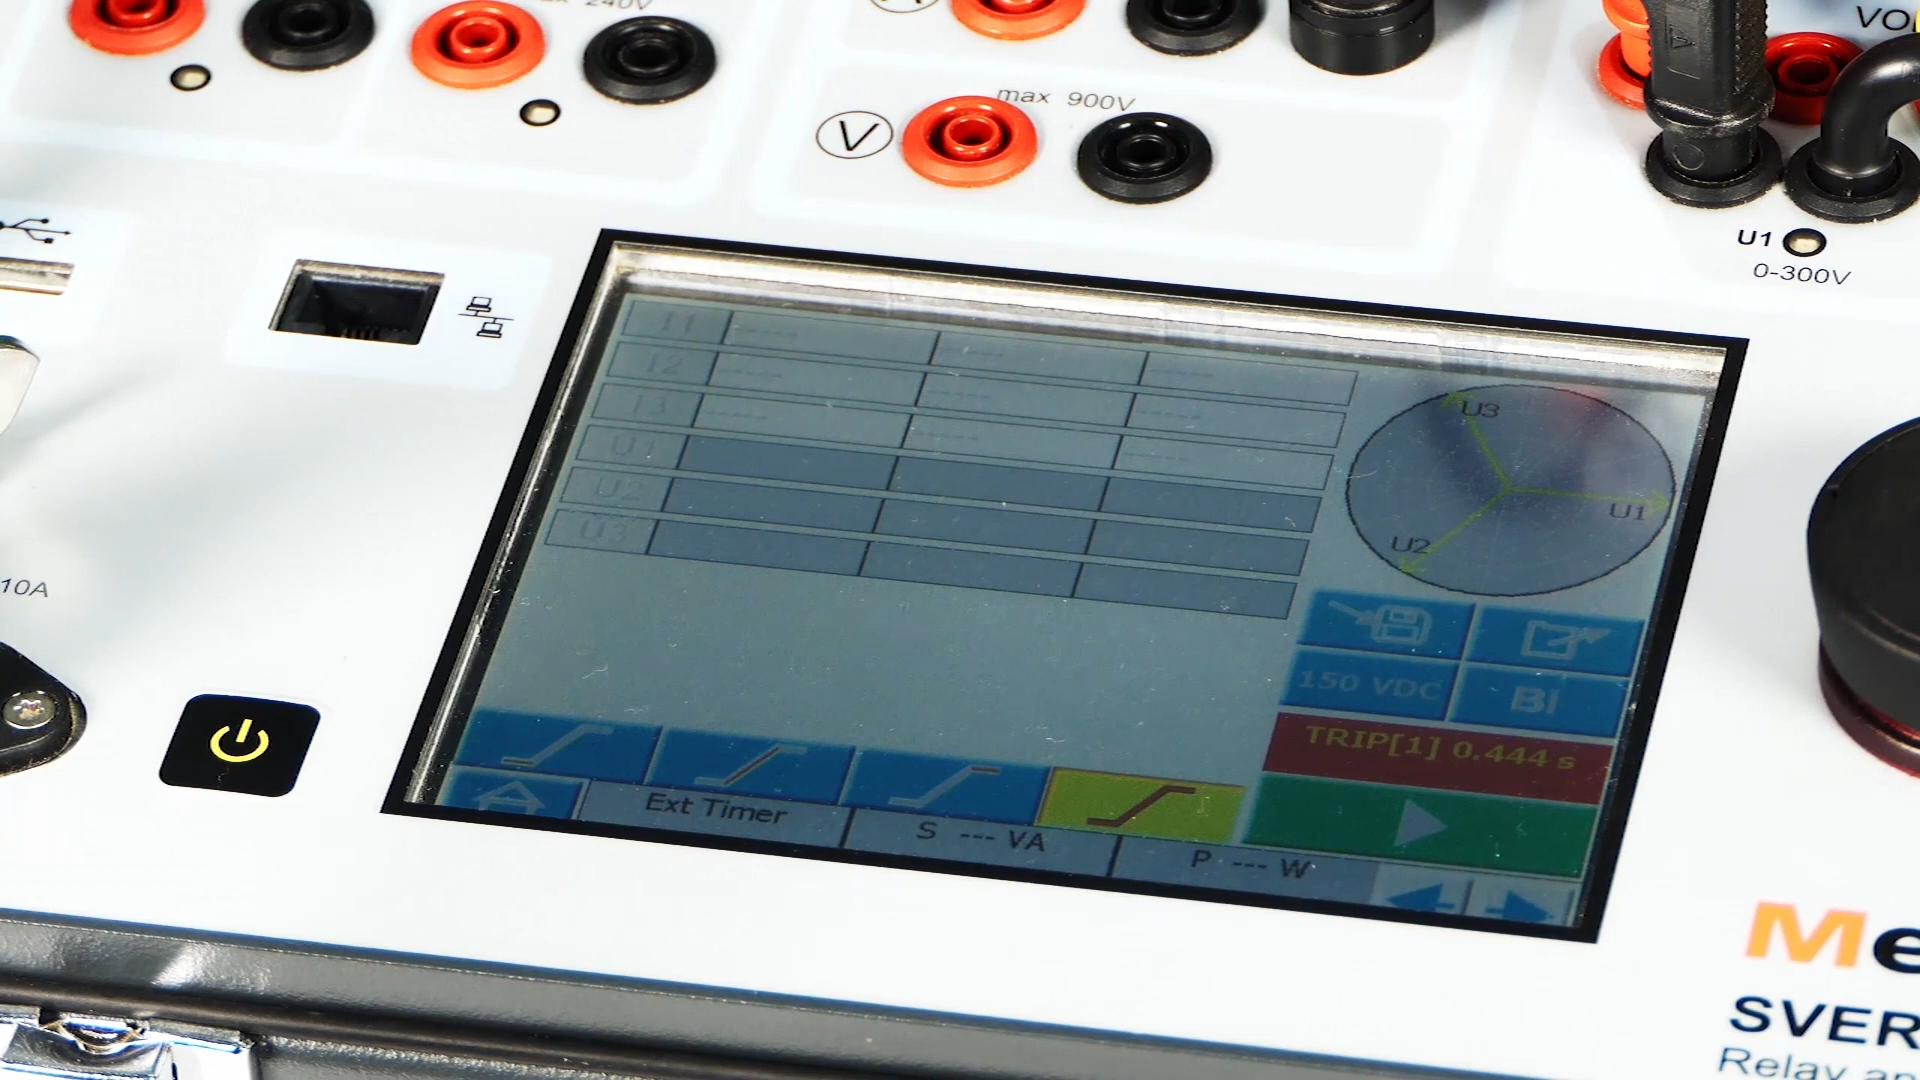 240V
max 900V
V
U1
0-300V
10A
I1
I2
I3
U1
U2
U3
U3
U1
U2
150 VDC
BI
TRIP[1] 0.444 s
Ext Timer
S --- VA
P --- W
Me
SVER
Relay an